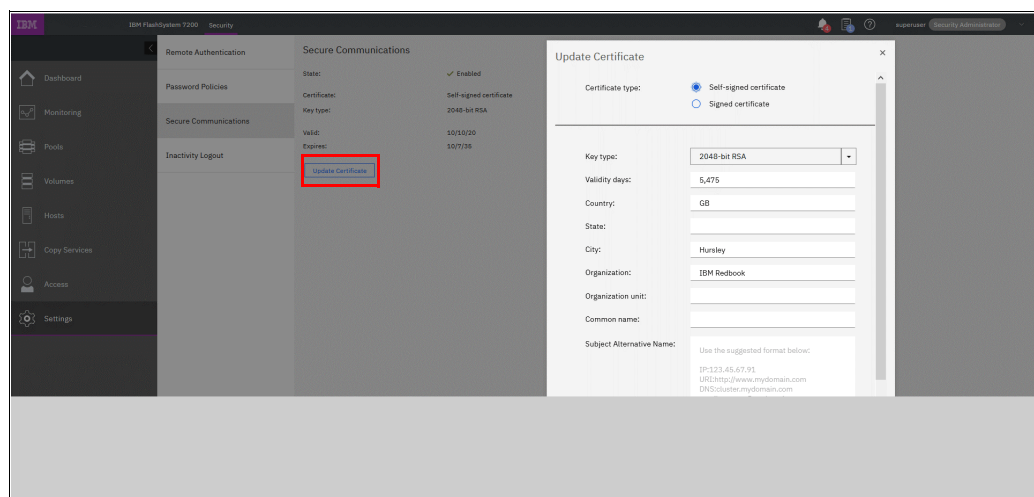 IBM
IBM FlashSystem 7200 Security
superuser Security Administrator
Dashboard
Monitoring
Pools
Volumes
Hosts
Copy Services
Access
Settings
Remote Authentication
Password Policies
Secure Communications
Inactivity Logout
Secure Communications
State: ✓ Enabled
Certificate: Self-signed certificate
Key type: 2048-bit RSA
Valid: 10/10/20
Expires: 10/7/35
Update Certificate
Update Certificate
Certificate type: Self-signed certificate
Signed certificate
Key type: 2048-bit RSA
Validity days: 5,475
Country: GB
State:
City: Hursley
Organization: IBM Redbook
Organization unit:
Common name:
Subject Alternative Name:
Use the suggested format below:
IP:123.45.67.91
URI:http://www.mydomain.com
DNS:cluster.mydomain.com